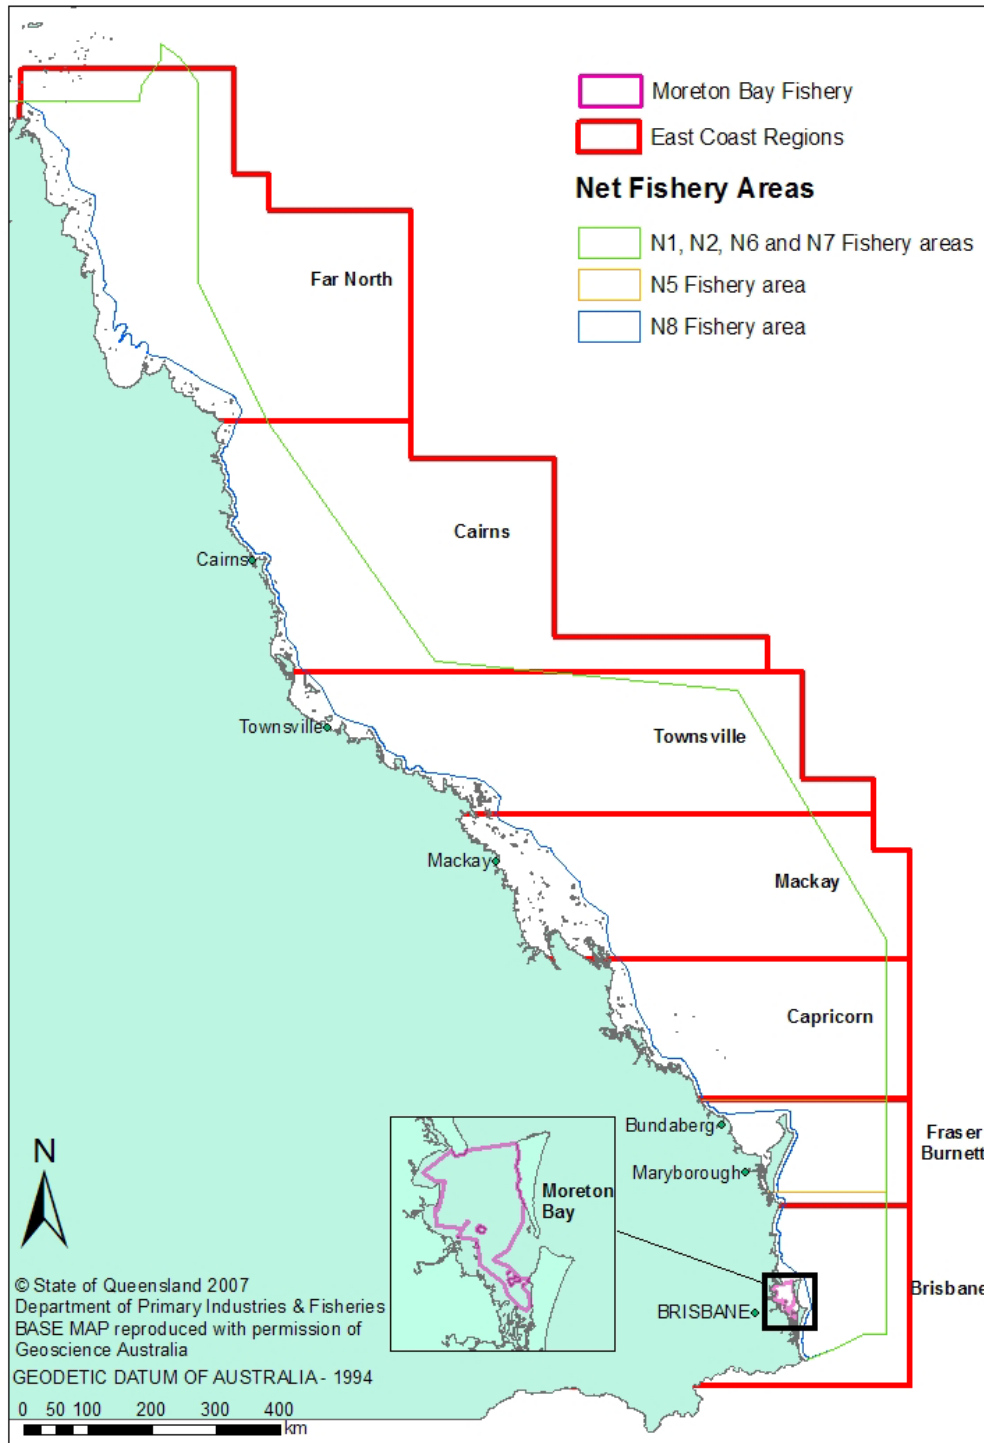 Moreton Bay Fishery
East Coast Regions
Net Fishery Areas
N1, N2, N6 and N7 Fishery areas
N5 Fishery area
N8 Fishery area
Far North
Cairns
Cairns
Townsville
Townsville
Mackay
Mackay
Capricorn
Bundaberg
Fraser
Burnett
Maryborough
Moreton
Bay
N
Brisbane
BRISBANE
© State of Queensland 2007
Department of Primary Industries & Fisheries
BASE MAP reproduced with permission of
Geoscience Australia
GEODETIC DATUM OF AUSTRALIA - 1994
0 50 100 200 300 400
km